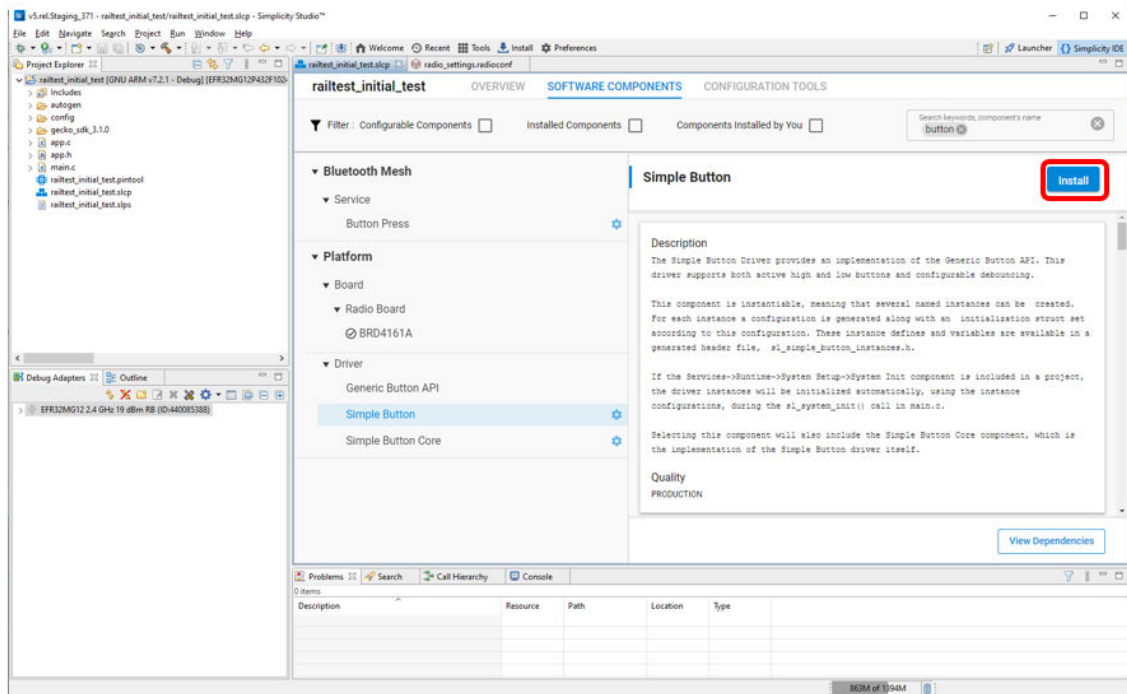 v5.rel.Staging_371 - railtest_initial_test/railtest_initial_test.slcp - Simplicity Studio™
File Edit Navigate Search Project Run Window Help
Welcome Recent Tools Install Preferences
Launcher Simplicity IDE
Project Explorer
railtest_initial_test [GNU ARM v7.2.1 - Debug] [EFR32MG12P432F1024
Includes
autogen
config
gecko_sdk_3.1.0
app.c
app.h
main.c
railtest_initial_test.pintool
railtest_initial_test.slcp
railtest_initial_test.slps
Debug Adapters Outline
EFR32MG12 2.4 GHz 19 dBm RB (ID:440085388)
railtest_initial_test.slcp radio_settings.radioconf
railtest_initial_test OVERVIEW SOFTWARE COMPONENTS CONFIGURATION TOOLS
Filter : Configurable Components Installed Components Components Installed by You
Search keywords, component's name
button
Bluetooth Mesh
Service
Button Press
Platform
Board
Radio Board
BRD4161A
Driver
Generic Button API
Simple Button
Simple Button Core
Simple Button
Install
Description
The Simple Button Driver provides an implementation of the Generic Button API. This
driver supports both active high and low buttons and configurable debouncing.
This component is instantiable, meaning that several named instances can be created.
For each instance a configuration is generated along with an initialization struct set
according to this configuration. These instance defines and variables are available in a
generated header file, sl_simple_button_instances.h.
If the Services->Runtime->System Setup->System Init component is included in a project,
the driver instances will be initialized automatically, using the instance
configurations, during the sl_system_init() call in main.c.
Selecting this component will also include the Simple Button Core component, which is
the implementation of the Simple Button driver itself.
Quality
PRODUCTION
View Dependencies
Problems Search Call Hierarchy Console
0 items
Description Resource Path Location Type
863M of 1394M